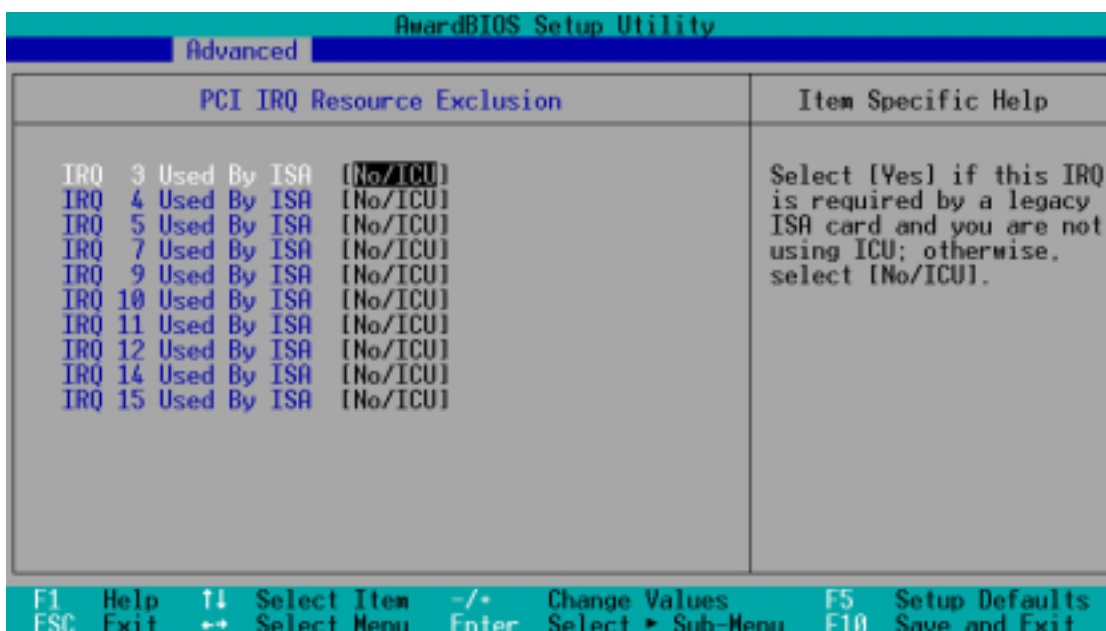 AwardBIOS Setup Utility
Advanced
PCI IRQ Resource Exclusion
IRQ 3 Used By ISA [No/ICU]
IRQ 4 Used By ISA [No/ICU]
IRQ 5 Used By ISA [No/ICU]
IRQ 7 Used By ISA [No/ICU]
IRQ 9 Used By ISA [No/ICU]
IRQ 10 Used By ISA [No/ICU]
IRQ 11 Used By ISA [No/ICU]
IRQ 12 Used By ISA [No/ICU]
IRQ 14 Used By ISA [No/ICU]
IRQ 15 Used By ISA [No/ICU]
Item Specific Help
Select [Yes] if this IRQ
is required by a legacy
ISA card and you are not
using ICU; otherwise,
select [No/ICU].
F1 Help ↑↓ Select Item -/+ Change Values F5 Setup Defaults
ESC Exit ←→ Select Menu Enter Select ► Sub-Menu F10 Save and Exit